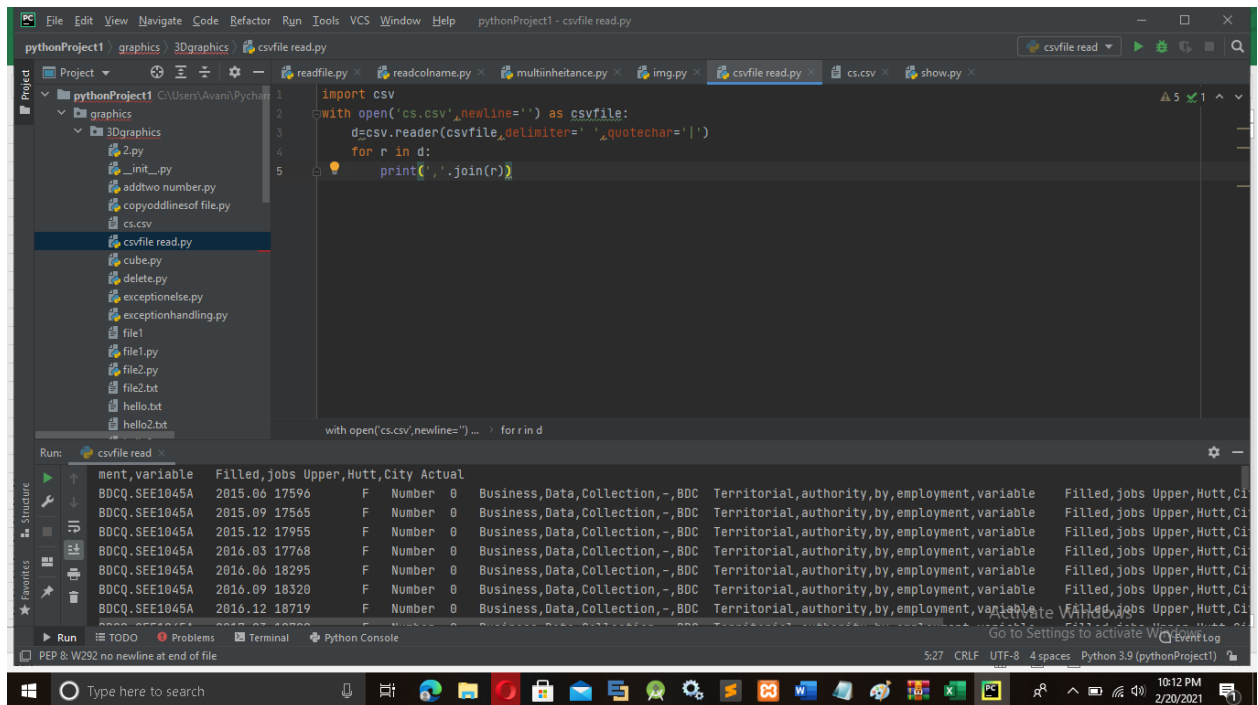 File Edit View Navigate Code Refactor Run Tools VCS Window Help pythonProject1 - csvfile read.py
pythonProject1 graphics 3Dgraphics csvfile read.py csvfile read
Project readfile.py readcolname.py multiinheitance.py img.py csvfile read.py cs.csv show.py
Project
pythonProject1 C:\Users\Avani\Pychar
graphics
3Dgraphics
2.py
__init__.py
addtwo number.py
copyoddlinesof file.py
cs.csv
csvfile read.py
cube.py
delete.py
exceptionelse.py
exceptionhandling.py
file1
file1.py
file2.py
file2.txt
hello.txt
hello2.txt
1 import csv
2 with open('cs.csv',newline='') as csvfile:
3 d=csv.reader(csvfile,delimiter=' ',quotechar='|')
4 for r in d:
5 print(','.join(r))
5 1
with open('cs.csv',newline='') ... for r in d
Run: csvfile read
ment,variable Filled,jobs Upper,Hutt,City Actual
BDCQ.SEE1045A 2015.06 17596 F Number 0 Business,Data,Collection,-,BDC Territorial,authority,by,employment,variable Filled,jobs Upper,Hutt,Ci
BDCQ.SEE1045A 2015.09 17565 F Number 0 Business,Data,Collection,-,BDC Territorial,authority,by,employment,variable Filled,jobs Upper,Hutt,Ci
BDCQ.SEE1045A 2015.12 17955 F Number 0 Business,Data,Collection,-,BDC Territorial,authority,by,employment,variable Filled,jobs Upper,Hutt,Ci
BDCQ.SEE1045A 2016.03 17768 F Number 0 Business,Data,Collection,-,BDC Territorial,authority,by,employment,variable Filled,jobs Upper,Hutt,Ci
BDCQ.SEE1045A 2016.06 18295 F Number 0 Business,Data,Collection,-,BDC Territorial,authority,by,employment,variable Filled,jobs Upper,Hutt,Ci
BDCQ.SEE1045A 2016.09 18320 F Number 0 Business,Data,Collection,-,BDC Territorial,authority,by,employment,variable Filled,jobs Upper,Hutt,Ci
BDCQ.SEE1045A 2016.12 18719 F Number 0 Business,Data,Collection,-,BDC Territorial,authority,by,employment,variable Filled,jobs Upper,Hutt,Ci
Structure
Favorites
Activate Windows
Go to Settings to activate Windows.
Run TODO Problems Terminal Python Console Event Log
PEP 8: W292 no newline at end of file 5:27 CRLF UTF-8 4 spaces Python 3.9 (pythonProject1)
Type here to search
10:12 PM
2/20/2021